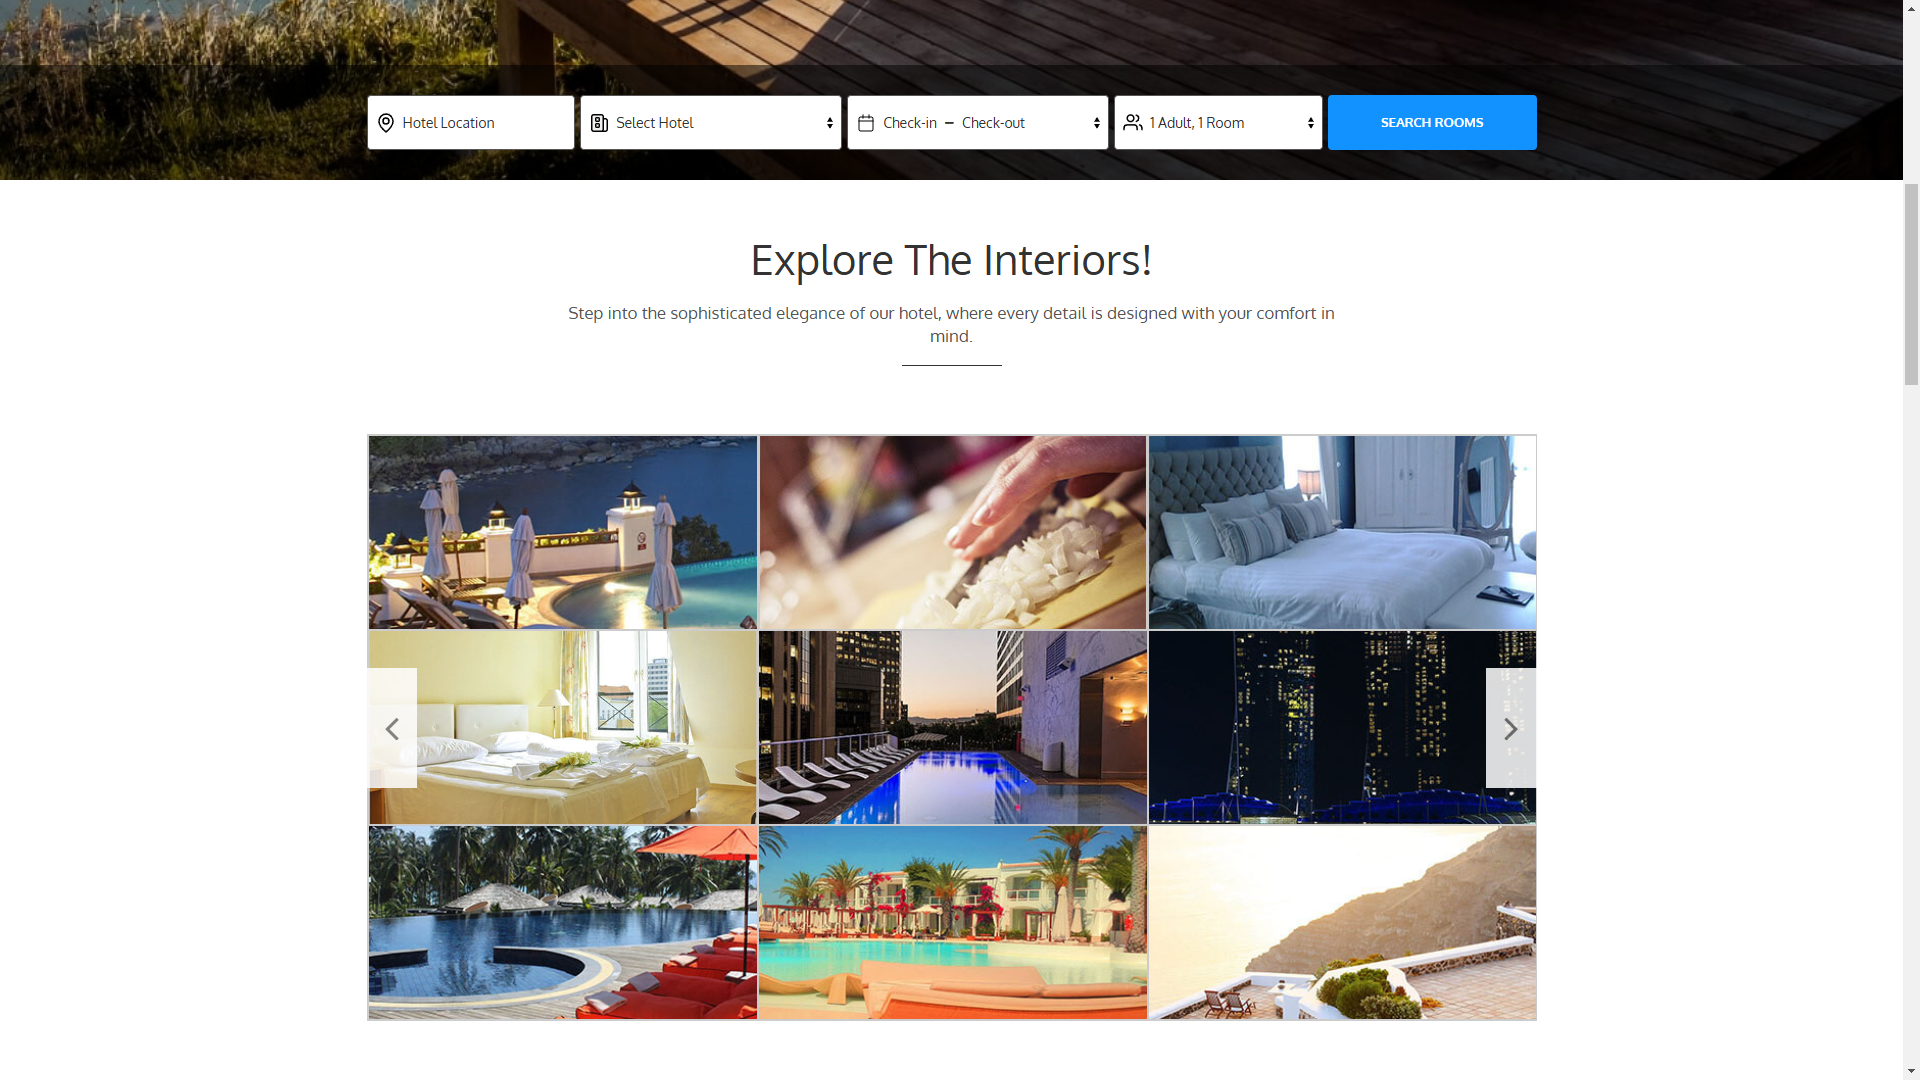 Hotel Location
Select Hotel
Check-in – Check-out
1 Adult, 1 Room
SEARCH ROOMS
Explore The Interiors!
Step into the sophisticated elegance of our hotel, where every detail is designed with your comfort in
mind.